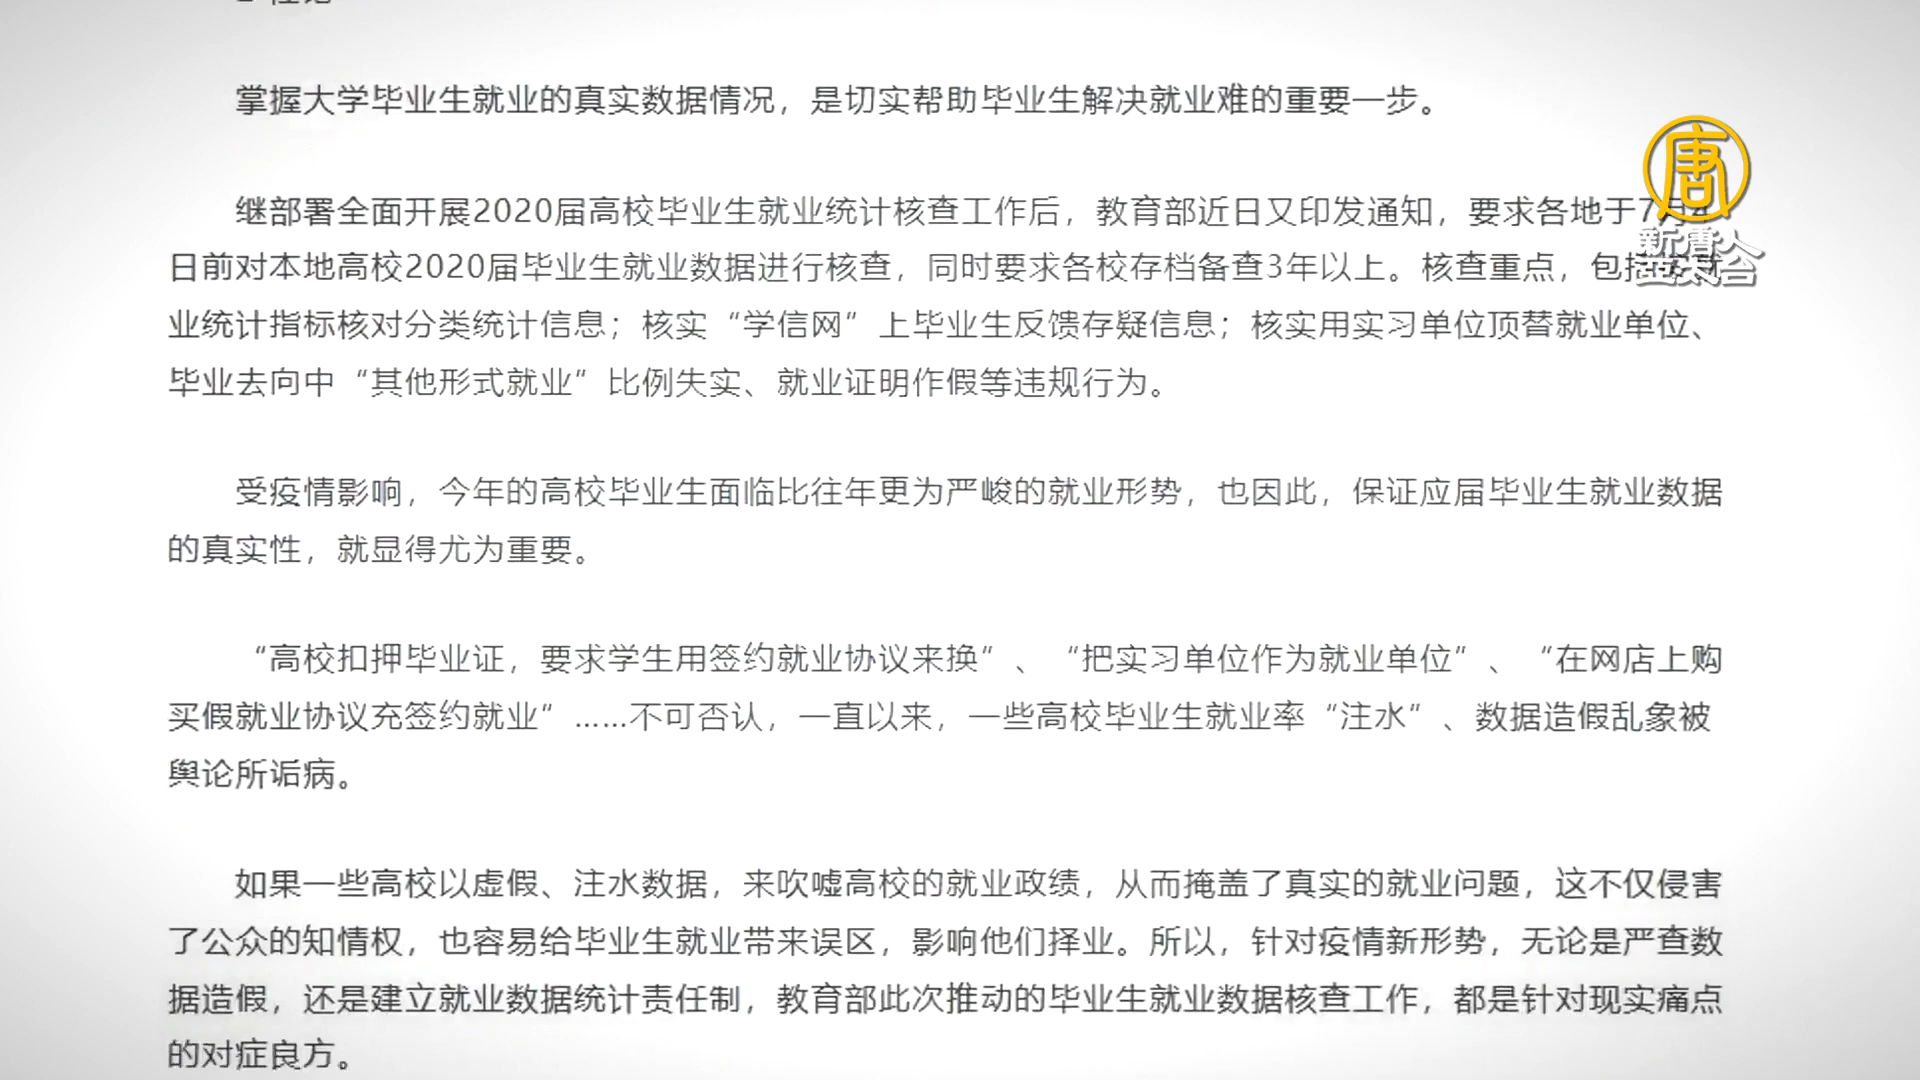 掌握大学毕业生就业的真实数据情况，是切实帮助毕业生解决就业难的重要一步。
继部署全面开展2020届高校毕业生就业统计核查工作后，教育部近日又印发通知，要求各地于7月
日前对本地高校2020届毕业生就业数据进行核查，同时要求各校存档备查3年以上。核查重点，包括
业统计指标核对分类统计信息；核实“学信网”上毕业生反馈存疑信息；核实用实习单位顶替就业单位、
毕业去向中“其他形式就业”比例失实、就业证明作假等违规行为。
受疫情影响，今年的高校毕业生面临比往年更为严峻的就业形势，也因此，保证应届毕业生就业数据
的真实性，就显得尤为重要。
“高校扣押毕业证，要求学生用签约就业协议来换”、“把实习单位作为就业单位”、“在网店上购
买假就业协议充签约就业”……不可否认，一直以来，一些高校毕业生就业率“注水”、数据造假乱象被
舆论所诟病。
如果一些高校以虚假、注水数据，来吹嘘高校的就业政绩，从而掩盖了真实的就业问题，这不仅侵害
了公众的知情权，也容易给毕业生就业带来误区，影响他们择业。所以，针对疫情新形势，无论是严查数
据造假，还是建立就业数据统计责任制，教育部此次推动的毕业生就业数据核查工作，都是针对现实痛点
的对症良方。
唐
新唐人
亞太台